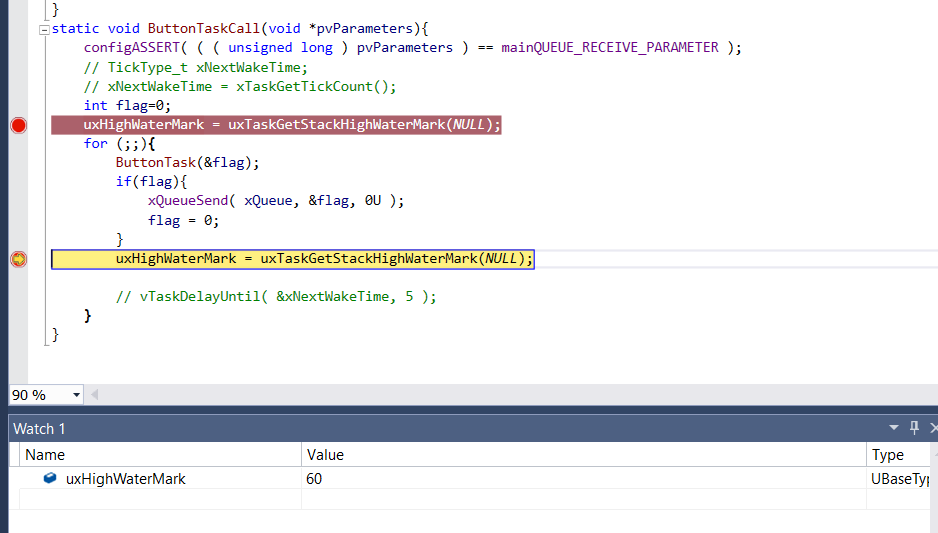 }
static void ButtonTaskCall(void *pvParameters){
configASSERT( ( ( unsigned long ) pvParameters ) == mainQUEUE_RECEIVE_PARAMETER );
// TickType_t xNextWakeTime;
// xNextWakeTime = xTaskGetTickCount();
int flag=0;
uxHighWaterMark = uxTaskGetStackHighWaterMark(NULL);
for (;;){
ButtonTask(&flag);
if(flag){
xQueueSend( xQueue, &flag, 0U );
flag = 0;
}
uxHighWaterMark = uxTaskGetStackHighWaterMark(NULL);
// vTaskDelayUntil( &xNextWakeTime, 5 );
}
}
90 %
Watch 1
Name Value Type
uxHighWaterMark 60 UBaseTyp